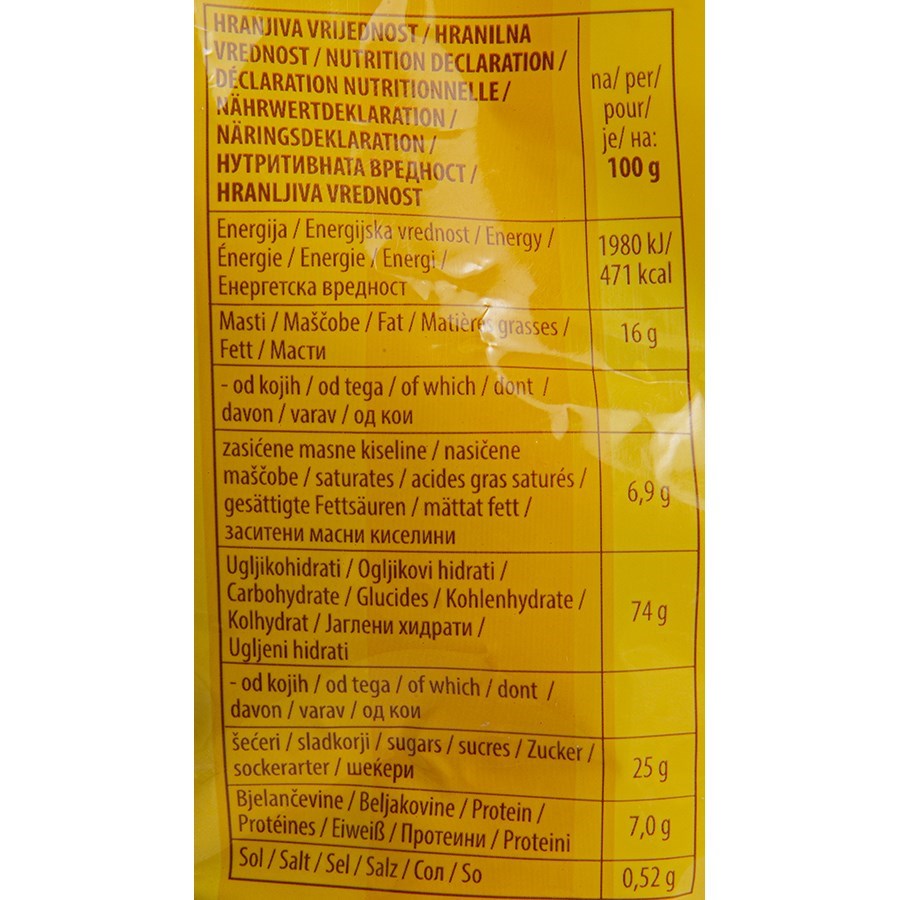 HRANJIVA VRIJEDNOST / HRANILNA
VREDNOST / NUTRITION DECLARATION /
DÉCLARATION NUTRITIONNELLE /
NÄHRWERTDEKLARATION /
NÄRINGSDEKLARATION /
НУТРИТИВНАТА ВРЕДНОСТ /
HRANLJIVA VREDNOST
na/ per/
pour/
je/ на:
100 g
Energija / Energijska vrednost / Energy /
Énergie / Energie / Energi /
Енергетска вредност
1980 kJ/
471 kcal
Masti / Maščobe / Fat / Matières grasses /
Fett / Масти
16 g
- od kojih / od tega / of which / dont /
davon / varav / од кои
zasićene masne kiseline / nasičene
maščobe / saturates / acides gras saturés /
gesättigte Fettsäuren / mättat fett /
заситени масни киселини
6,9 g
Ugljikohidrati / Ogljikovi hidrati /
Carbohydrate / Glucides / Kohlenhydrate /
Kolhydrat / Јаглени хидрати /
Ugljeni hidrati
74 g
- od kojih / od tega / of which / dont /
davon / varav / од кои
šećeri / sladkorji / sugars / sucres / Zucker /
sockerarter / шеќери
25 g
Bjelančevine / Beljakovine / Protein /
Protéines / Eiweiß / Протеини / Proteini
7,0 g
Sol / Salt / Sel / Salz / Сол / So
0,52 g